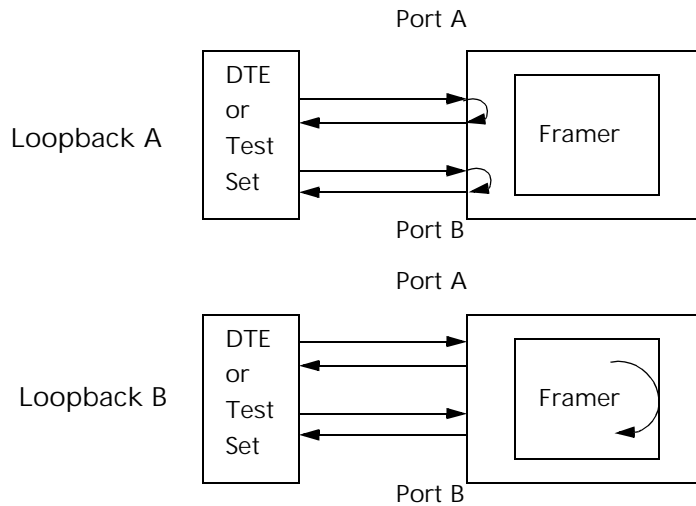 Port A
DTE
or
Test
Set
Loopback A
Framer
Port B
Port A
DTE
or
Test
Set
Loopback B
Framer
Port B